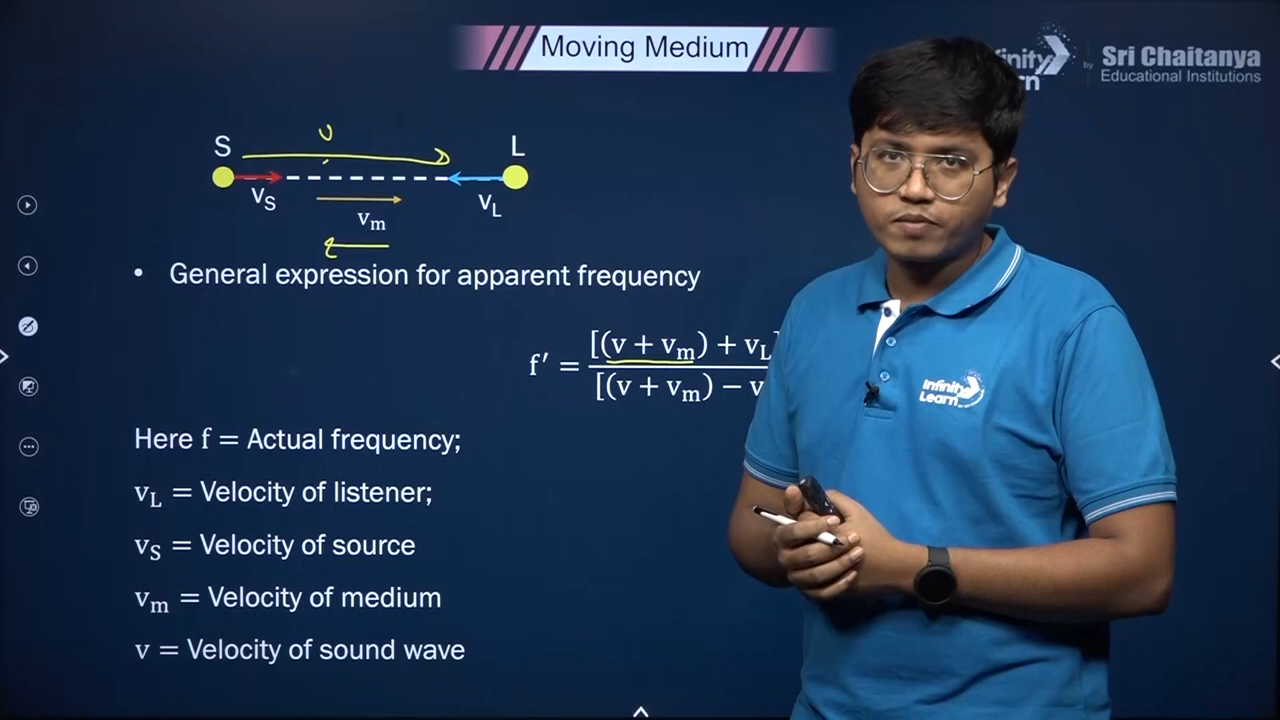 Moving Medium
Sri Chaitanya
Educational Institutions
by
v
S
L
vS
vL
vm
• General expression for apparent frequency
f′ = [(v + vm) + vL
[(v + vm) − v
Here f = Actual frequency;
vL = Velocity of listener;
vS = Velocity of source
vm = Velocity of medium
v = Velocity of sound wave
Infinity
Learn